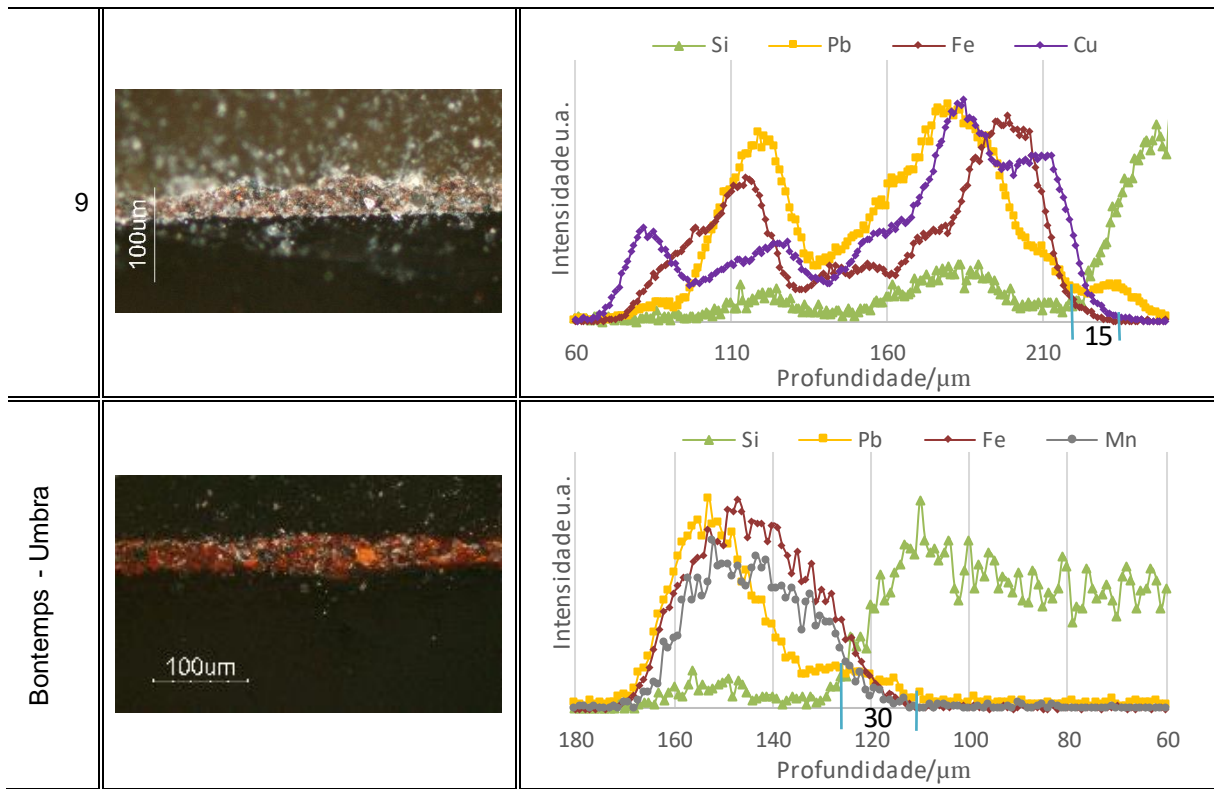 9
100um
Si Pb Fe Cu
Intensidade u.a.
15
60 110 160 210
Profundidade/µm
Bontemps - Umbra
100um
Si Pb Fe Mn
Intensidade u.a.
30
180 160 140 120 100 80 60
Profundidade/µm